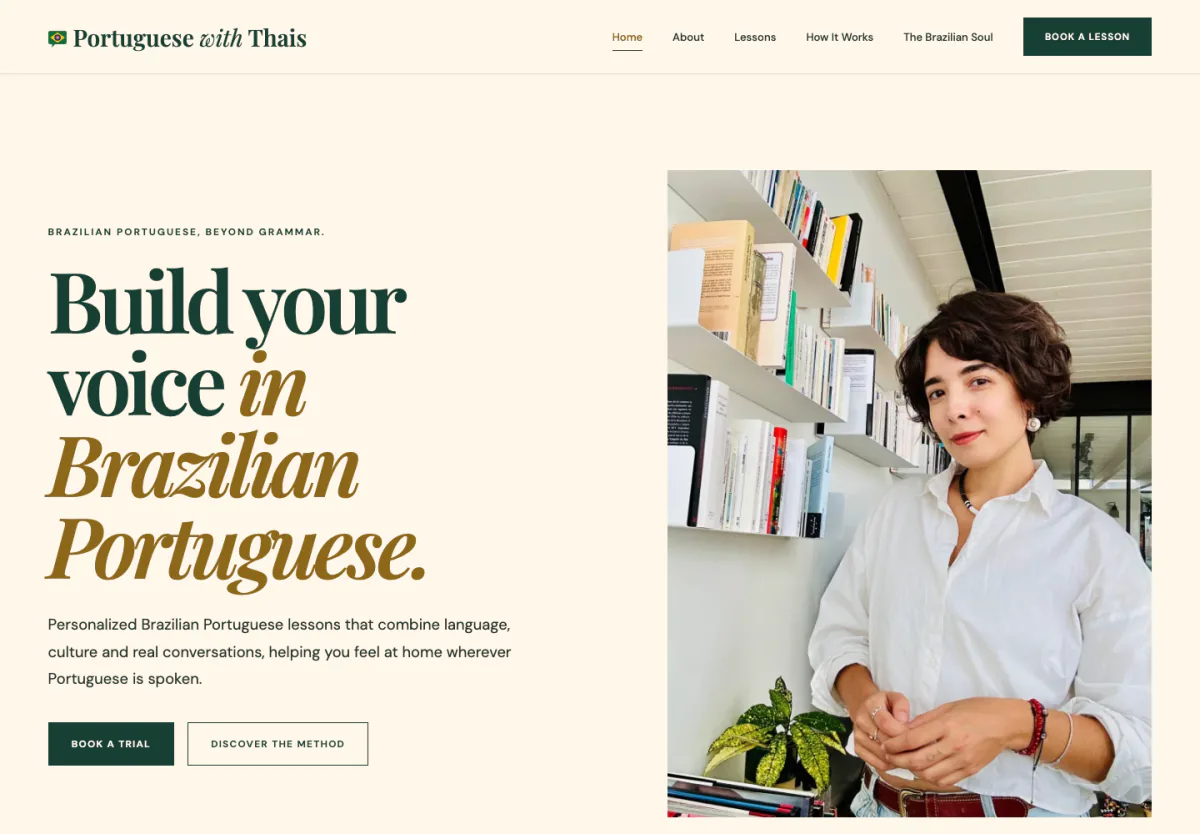 Portuguese with Thais
Home
About
Lessons
How It Works
The Brazilian Soul
BOOK A LESSON
BRAZILIAN PORTUGUESE, BEYOND GRAMMAR.
Build your
voice in
Brazilian
Portuguese.
Personalized Brazilian Portuguese lessons that combine language,
culture and real conversations, helping you feel at home wherever
Portuguese is spoken.
BOOK A TRIAL
DISCOVER THE METHOD